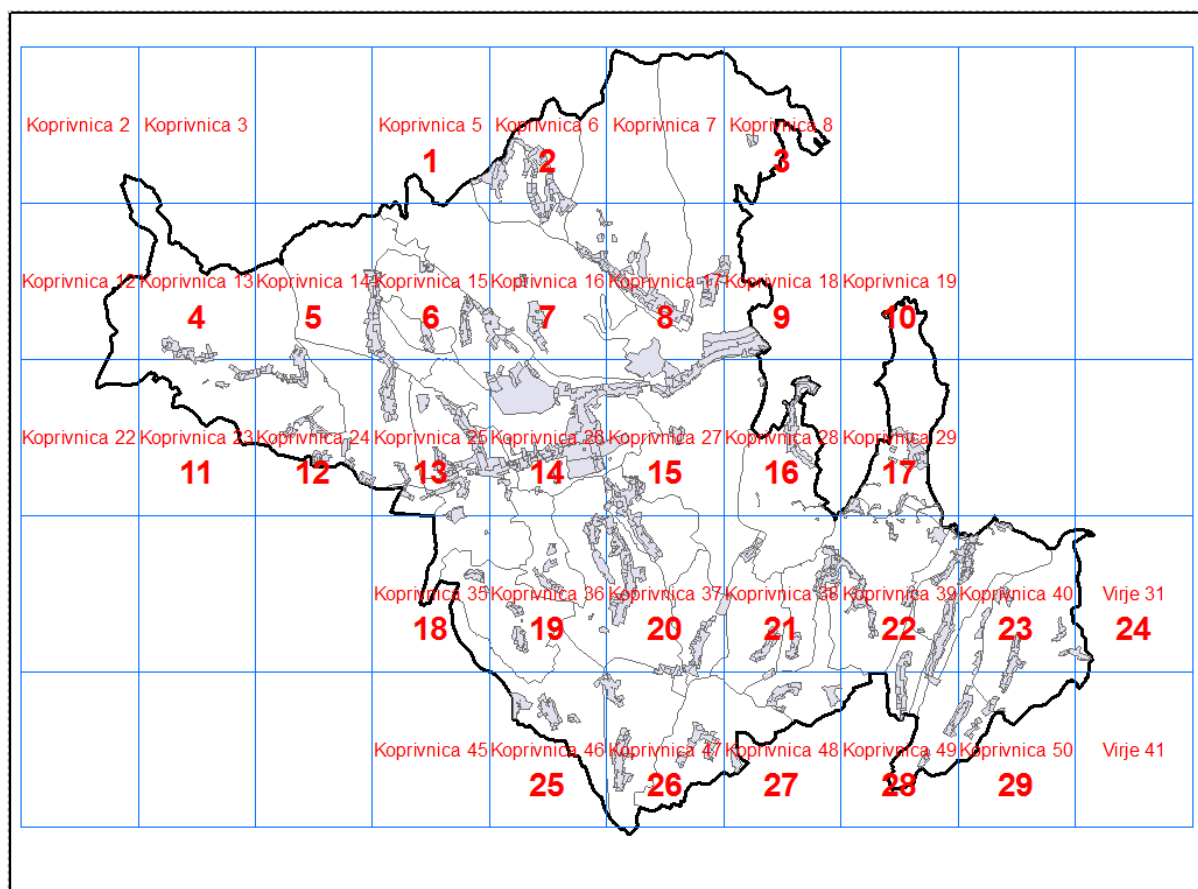 Koprivnica 2 Koprivnica 3 Koprivnica 5 Koprivnica 6 Koprivnica 7 Koprivnica 8
1 2 3
Koprivnica 12 Koprivnica 13 Koprivnica 14 Koprivnica 15 Koprivnica 16 Koprivnica 17 Koprivnica 18 Koprivnica 19
4 5 6 7 8 9 10
Koprivnica 22 Koprivnica 23 Koprivnica 24 Koprivnica 25 Koprivnica 26 Koprivnica 27 Koprivnica 28 Koprivnica 29
11 12 13 14 15 16 17
Koprivnica 35 Koprivnica 36 Koprivnica 37 Koprivnica 38 Koprivnica 39 Koprivnica 40 Virje 31
18 19 20 21 22 23 24
Koprivnica 45 Koprivnica 46 Koprivnica 47 Koprivnica 48 Koprivnica 49 Koprivnica 50 Virje 41
25 26 27 28 29